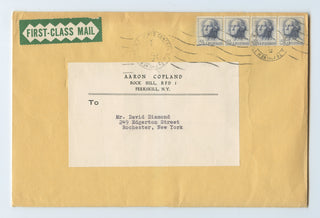 FIRST-CLASS MAIL
AARON COPLAND
ROCK HILL, RFD 1
PEEKSKILL, N.Y.
To
Mr. David Diamond
249 Edgerton Street
Rochester, New York